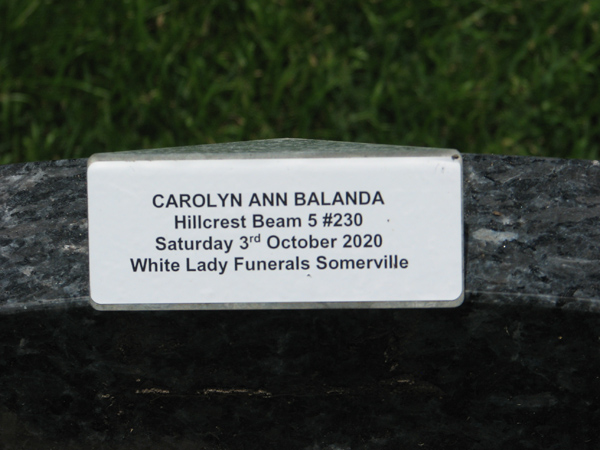 CAROLYN ANN BALANDA
Hillcrest Beam 5 #230
Saturday 3rd October 2020
White Lady Funerals Somerville